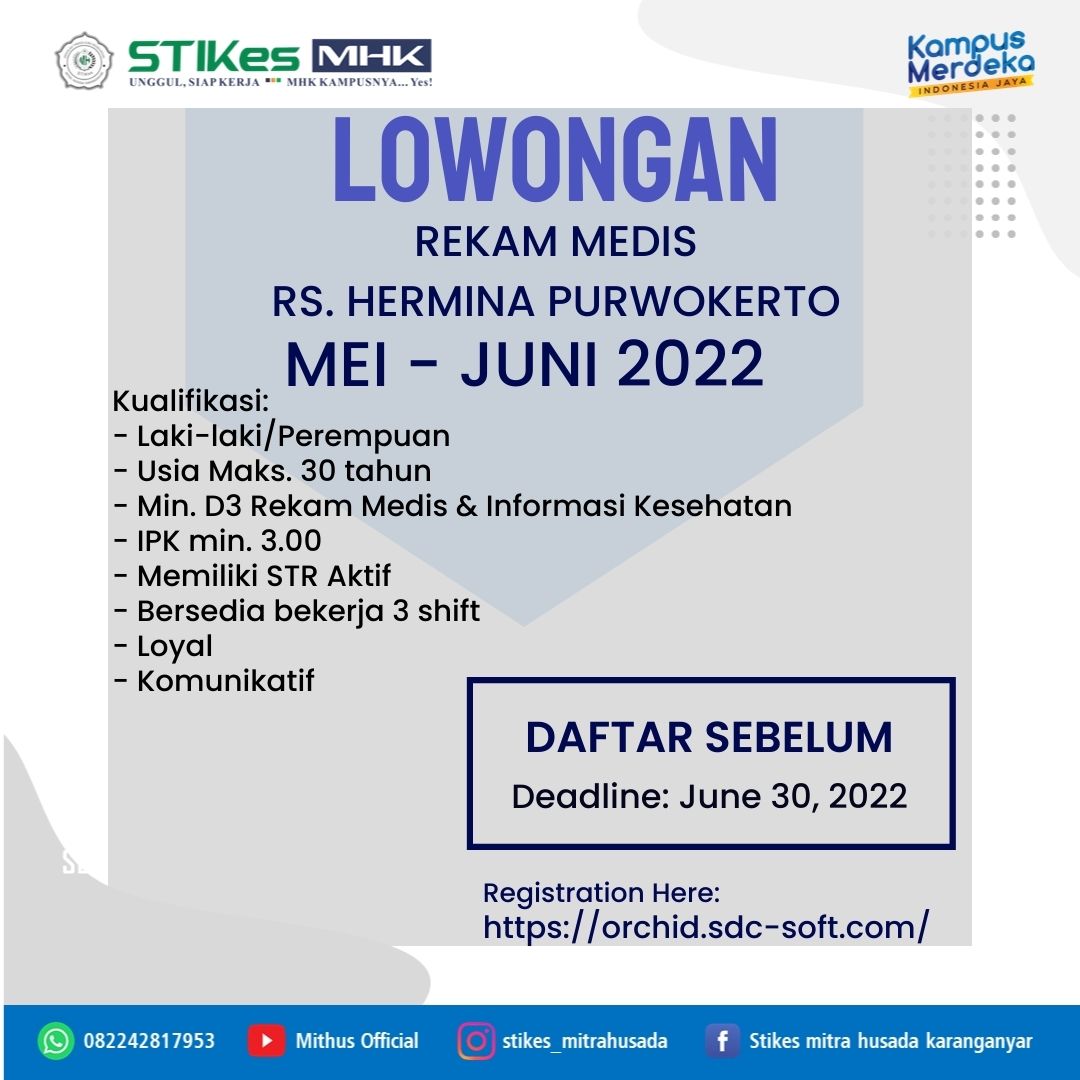 STIKes MHK
UNGGUL, SIAP KERJA MHK KAMPUSNYA... Yes!
Kampus
Merdeka
INDONESIA JAYA
LOWONGAN
REKAM MEDIS
RS. HERMINA PURWOKERTO
MEI - JUNI 2022
Kualifikasi:
- Laki-laki/Perempuan
- Usia Maks. 30 tahun
- Min. D3 Rekam Medis & Informasi Kesehatan
- IPK min. 3.00
- Memiliki STR Aktif
- Bersedia bekerja 3 shift
- Loyal
- Komunikatif
DAFTAR SEBELUM
Deadline: June 30, 2022
Registration Here:
https://orchid.sdc-soft.com/
082242817953
Mithus Official
stikes_mitrahusada
Stikes mitra husada karanganyar